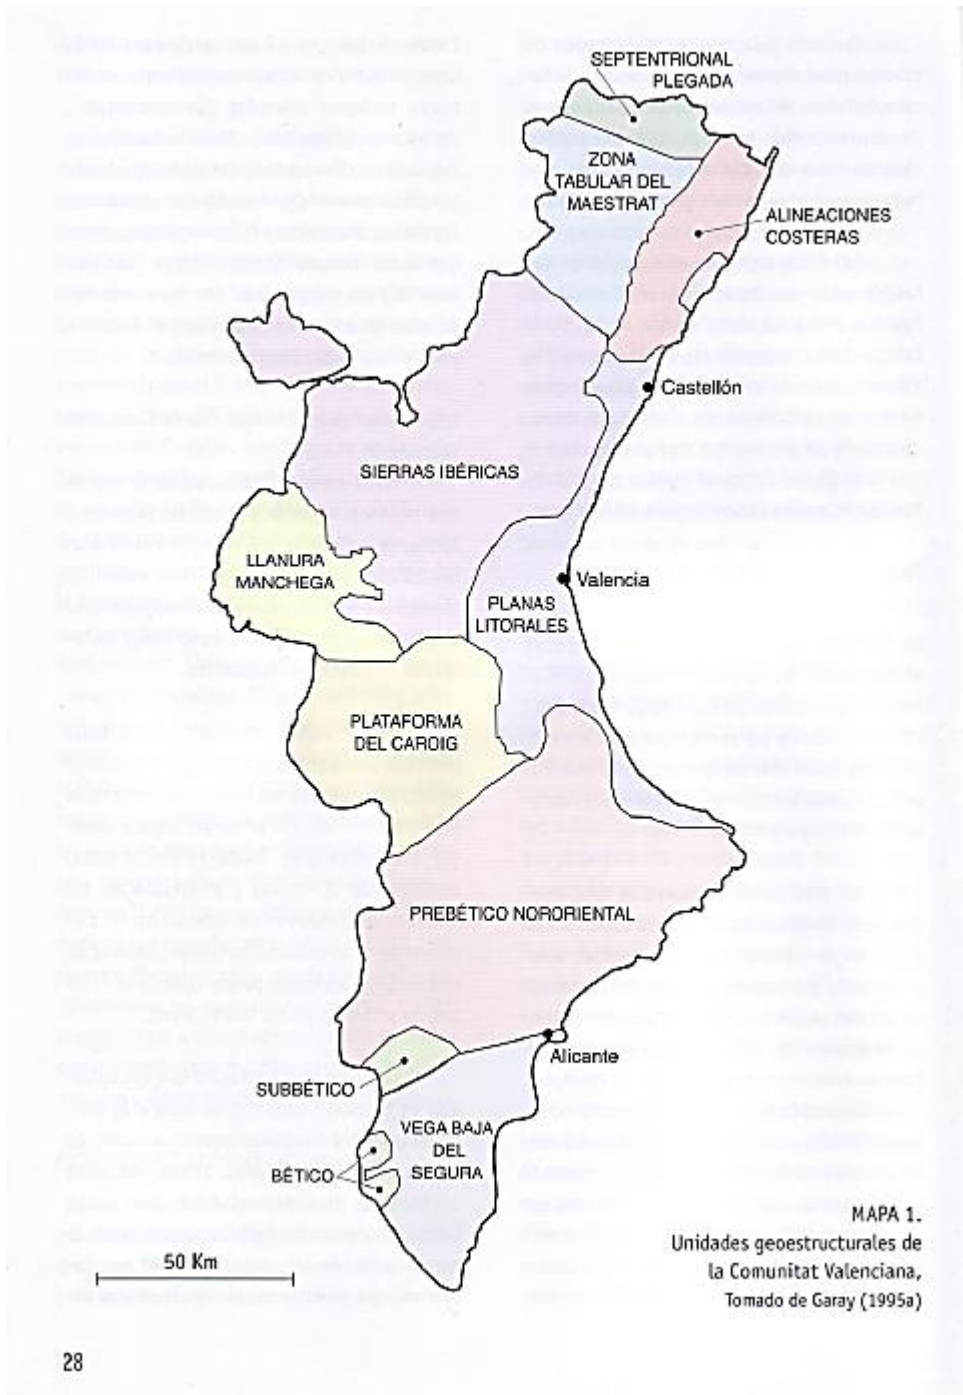 SEPTENTRIONAL
PLEGADA
ZONA
TABULAR DEL
MAESTRAT
ALINEACIONES
COSTERAS
Castellón
SIERRAS IBÉRICAS
LLANURA
MANCHEGA
Valencia
PLANAS
LITORALES
PLATAFORMA
DEL CAROIG
PREBÉTICO NORORIENTAL
Alicante
SUBBÉTICO
VEGA BAJA
DEL
SEGURA
BÉTICO
MAPA 1.
Unidades geoestructurales de
la Comunitat Valenciana,
Tomado de Garay (1995a)
50 Km
28